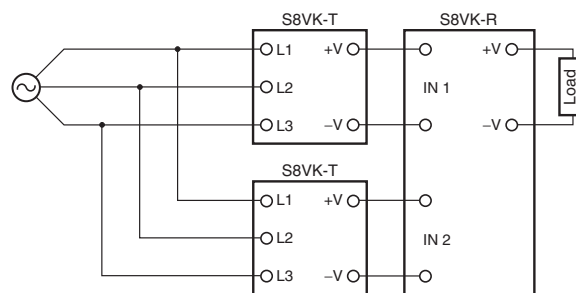 S8VK-T
S8VK-R
L1
+V
+V
L2
IN 1
Load
L3
−V
−V
S8VK-T
L1
+V
L2
IN 2
L3
−V